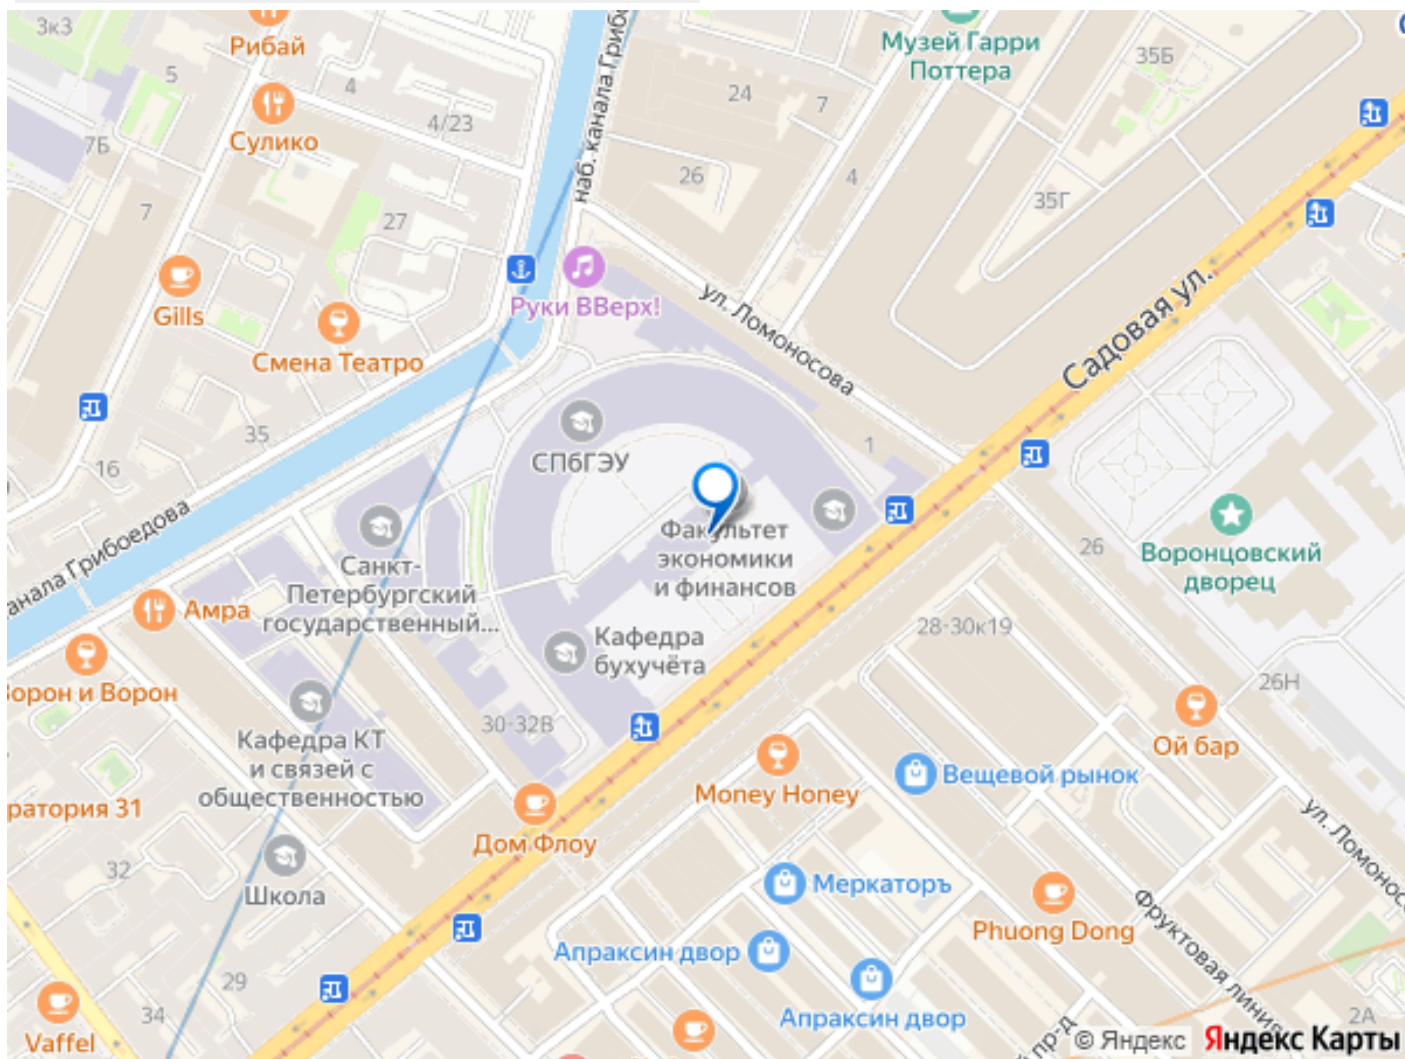 3к3
Рибай
5
4
Сулико
4/23
7Б
7
27
наб. канала Грибо
24
7
26
4
Музей Гарри
Поттера
35Б
35Г
Gills
Смена Театро
Руки ВВерх!
ул. Ломоносова
Садовая ул.
35
16
СПбГЭУ
1
Факультет
экономики
и финансов
26
Воронцовский
дворец
анала Грибоедова
Санкт-
Петербургский
государственный...
Амра
Кафедра
бухучёта
28-30к19
26Н
орон и Ворон
30-32В
Кафедра КТ
и связей с
общественностью
Ой бар
Вещевой рынок
Money Honey
ратория 31
Дом Флоу
ул. Ломонос
32
Школа
Меркаторъ
Phuong Dong
Фруктовая линия
Апраксин двор
29
34
Vaffel
Апраксин двор
й пр-д
2А
© Яндекс Яндекс Карты